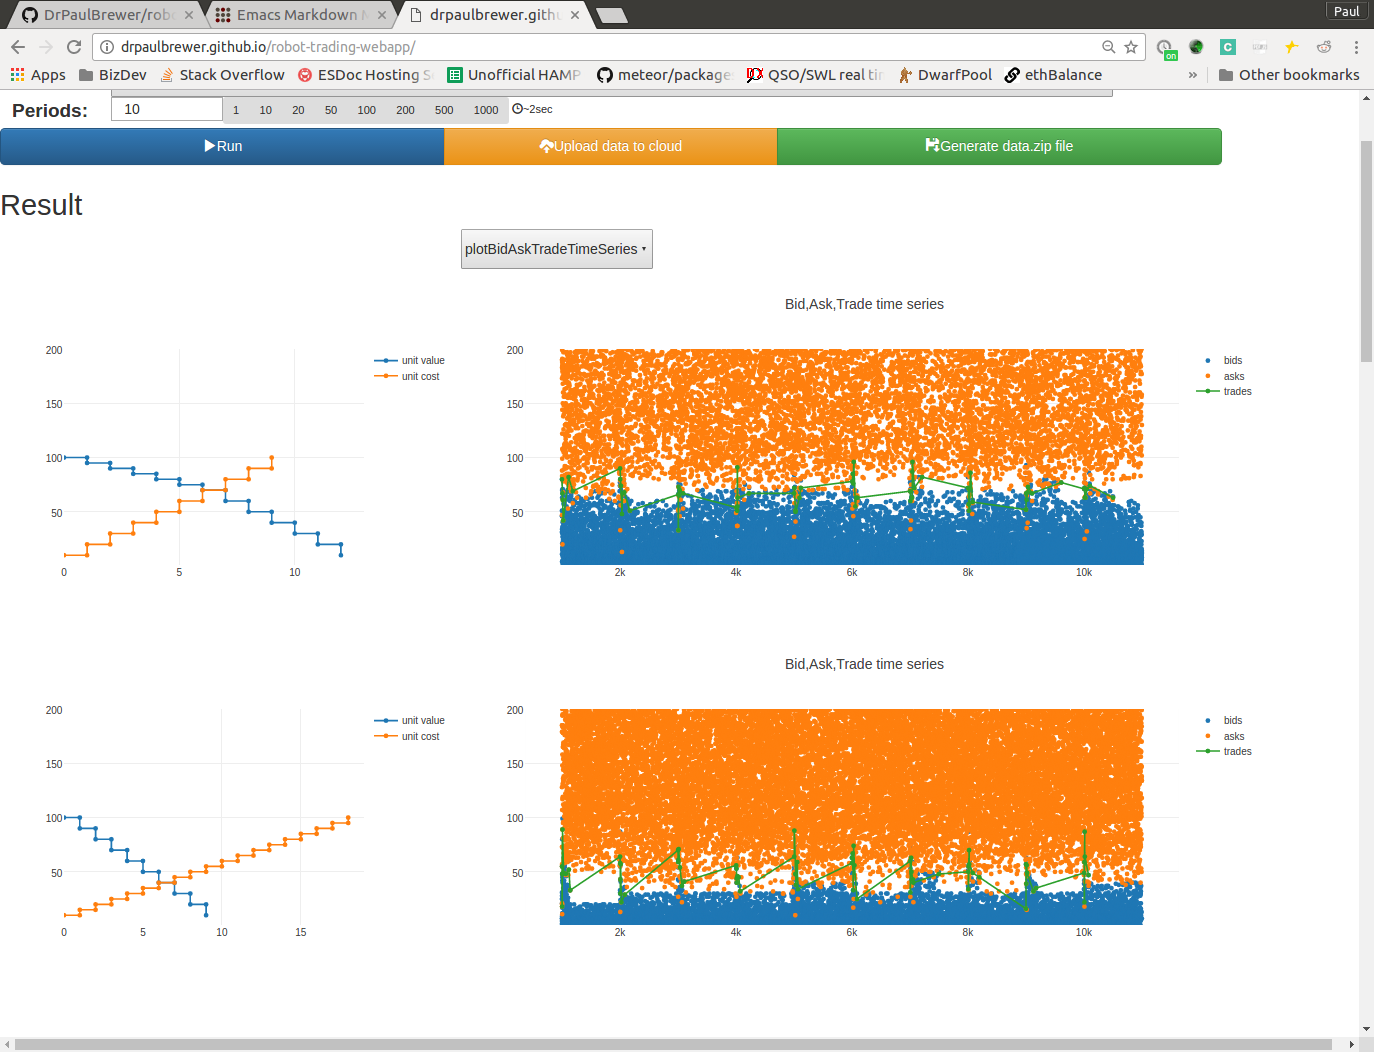 DrPaulBrewer/rob
Emacs Markdown M
drpaulbrewer.githu
Paul
drpaulbrewer.github.io/robot-trading-webapp/
on
C
Apps
BizDev
Stack Overflow
ESDoc Hosting S
Unofficial HAMP
meteor/package
QSO/SWL real ti
DwarfPool
ethBalance
»
Other bookmarks
Periods:
10
1 10 20 50 100 200 500 1000
~2sec
Run
Upload data to cloud
Generate data.zip file
Result
plotBidAskTradeTimeSeries
200
150
100
50
0 5 10
unit value
unit cost
Bid,Ask,Trade time series
200
150
100
50
2k 4k 6k 8k 10k
bids
asks
trades
200
150
100
50
0 5 10 15
unit value
unit cost
Bid,Ask,Trade time series
200
150
100
50
2k 4k 6k 8k 10k
bids
asks
trades